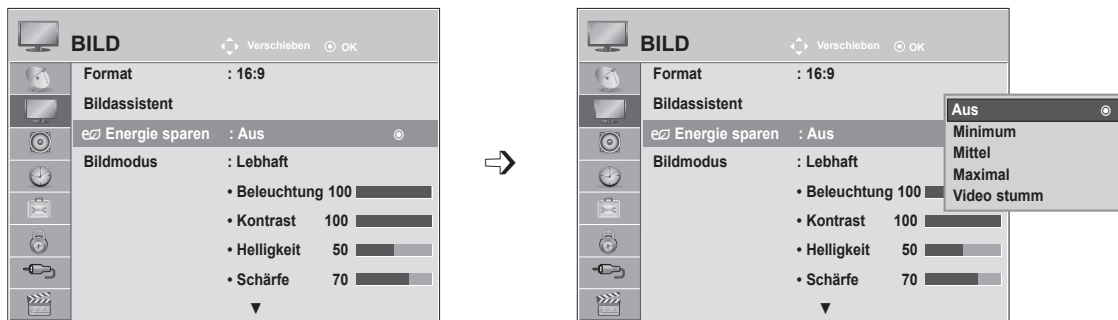 BILD
Verschieben OK
Format : 16:9
Bildassistent
Energie sparen : Aus
Bildmodus : Lebhaft
• Beleuchtung 100
• Kontrast 100
• Helligkeit 50
• Schärfe 70
▼
BILD
Verschieben OK
Format : 16:9
Bildassistent
Energie sparen : Aus
Bildmodus : Lebhaft
• Beleuchtung 100
• Kontrast 100
• Helligkeit 50
• Schärfe 70
▼
Aus
Minimum
Mittel
Maximal
Video stumm